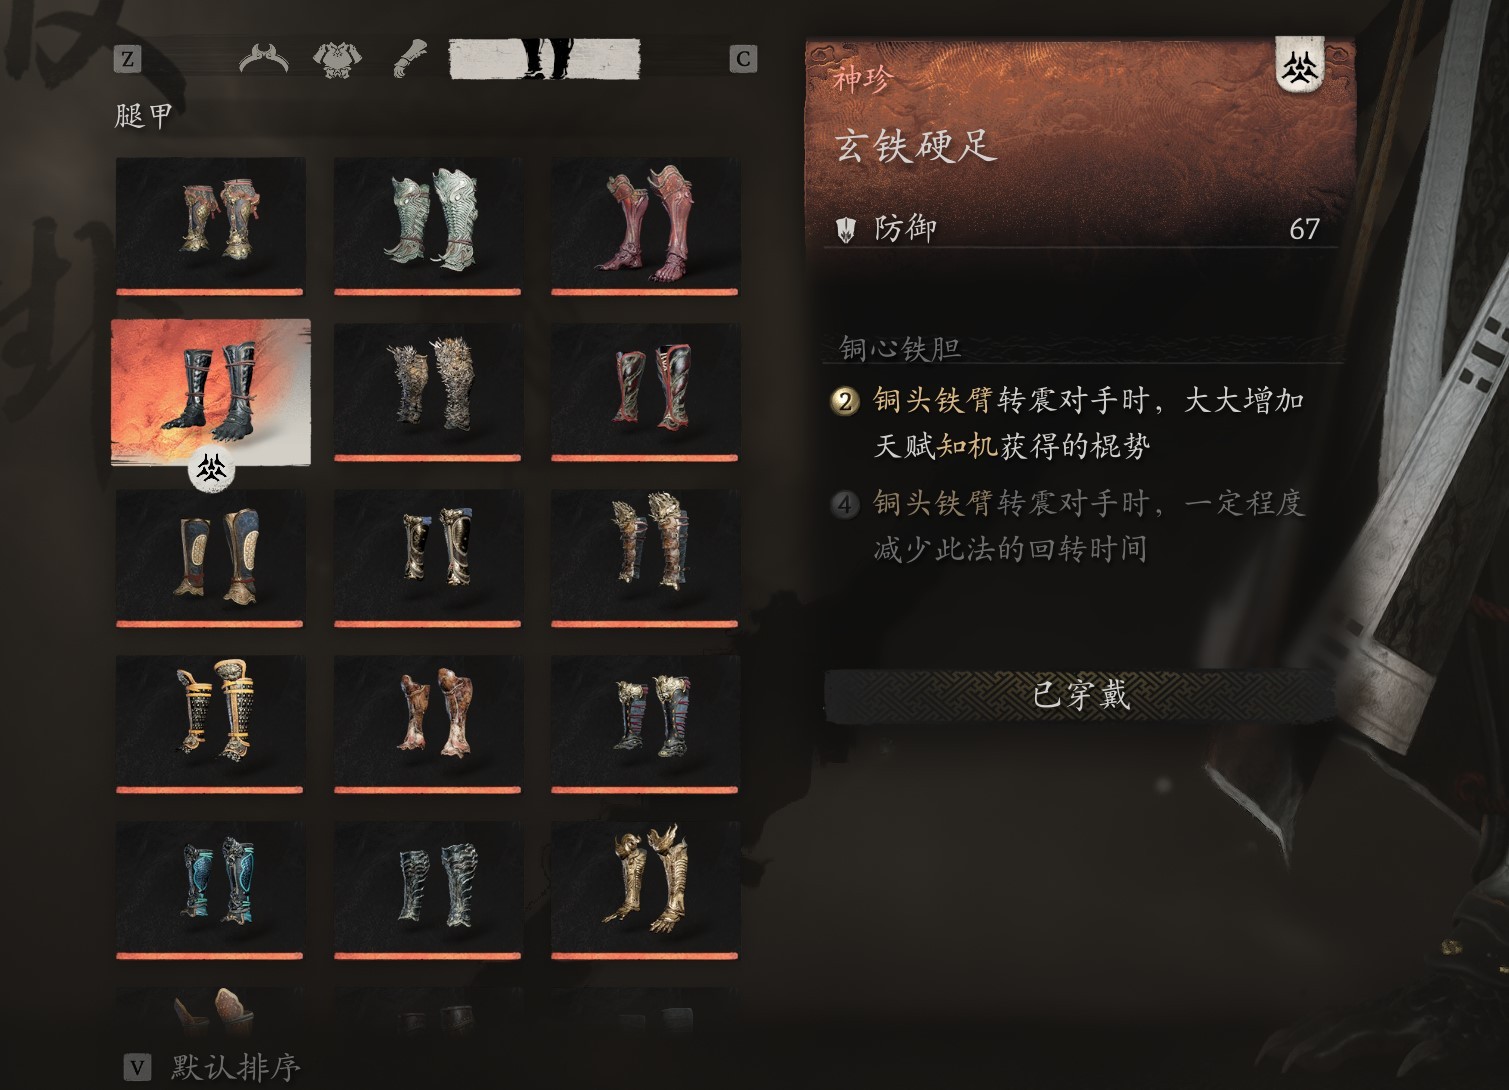 Z
C
腿甲
神珍
玄铁硬足
防御 67
铜心铁胆
2 铜头铁臂转震对手时，大大增加
天赋知机获得的棍势
4 铜头铁臂转震对手时，一定程度
减少此法的回转时间
已穿戴
V 默认排序